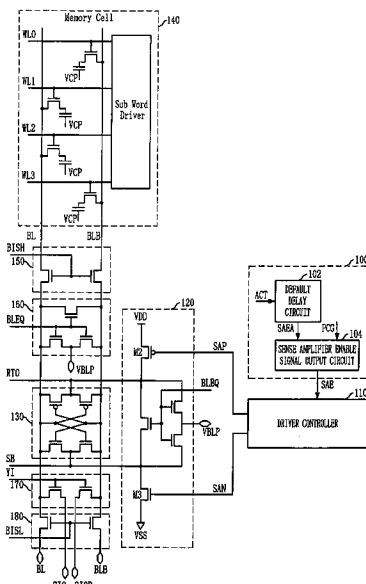 Memory Cell
140
WL0
VCP
WL1
Sub Word
Driver
VCP
WL2
VCP
WL3
VCP
BL
BLB
BISH
150
100
160
102
DEFAULT
DELAY
CIRCUIT
ACT
BLEQ
120
VDD
SAEA
PCG
104
VBLP
M2
SAP
SENSE AMPLIFIER ENABLE
SIGNAL OUTPUT CIRCUIT
RTO
BLEQ
SAE
110
130
VBLP
DRIVER CONTROLLER
SB
YI
M3
SAN
170
180
VSS
BISL
BL
BLB